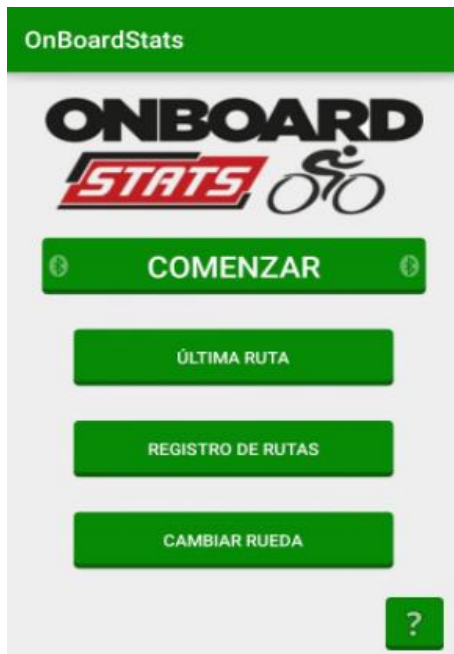 OnBoardStats
ONBOARD
STATS
COMENZAR
ÚLTIMA RUTA
REGISTRO DE RUTAS
CAMBIAR RUEDA
?